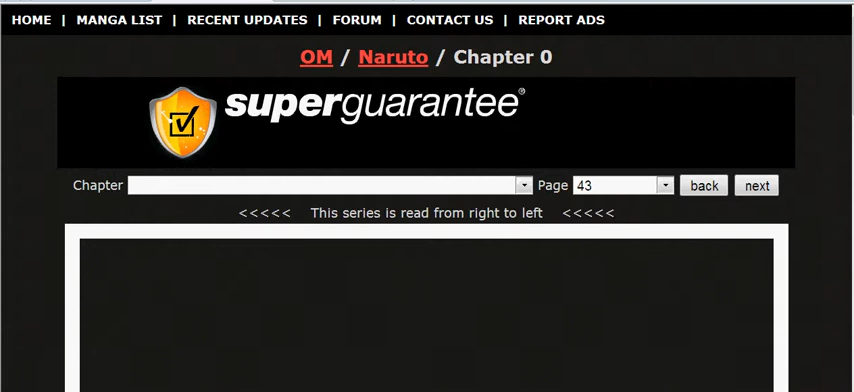 HOME | MANGA LIST | RECENT UPDATES | FORUM | CONTACT US | REPORT ADS
OM / Naruto / Chapter 0
superguarantee®
Chapter Page 43 back next
<<<<< This series is read from right to left <<<<<